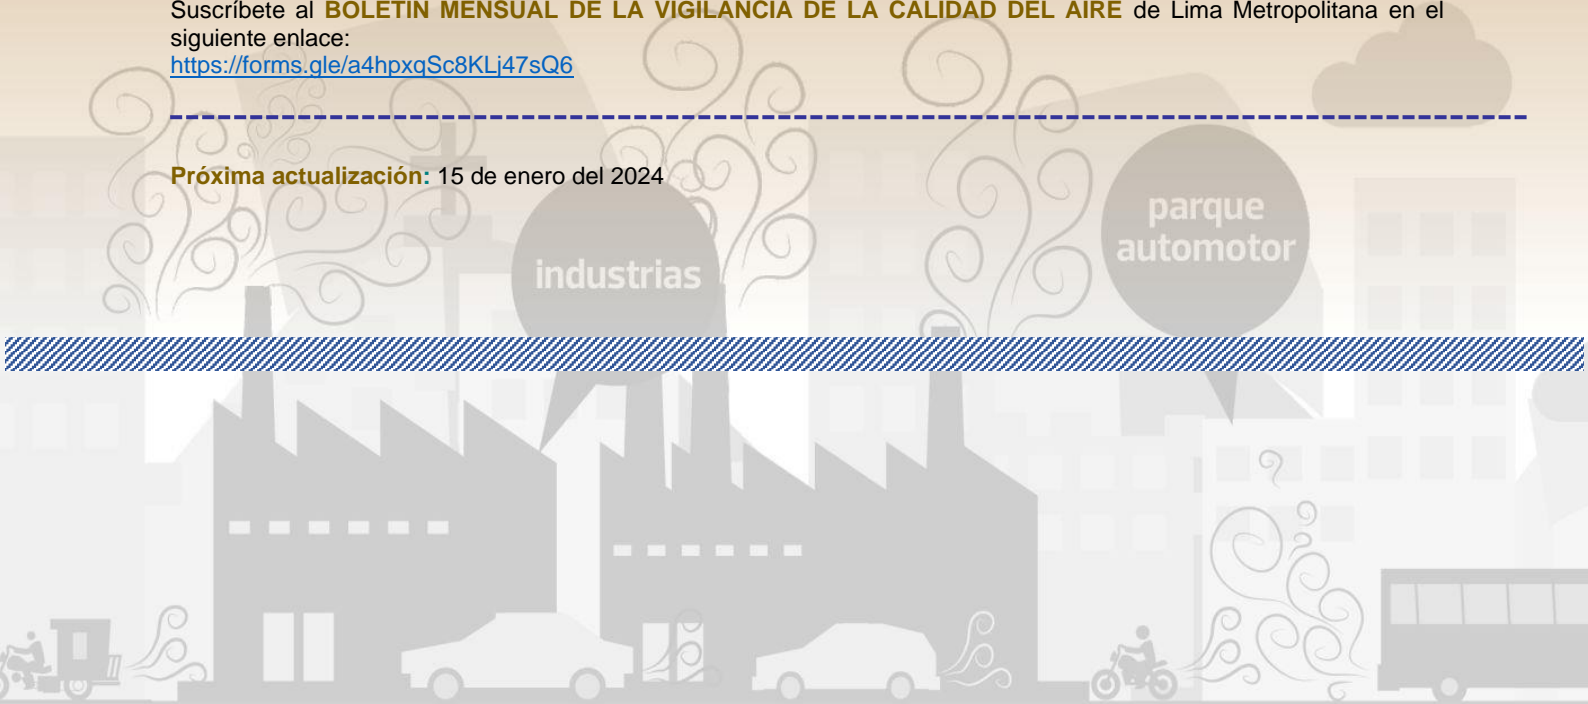 Suscríbete al BOLETÍN MENSUAL DE LA VIGILANCIA DE LA CALIDAD DEL AIRE de Lima Metropolitana en el
siguiente enlace:
https://forms.gle/a4hpxqSc8KLj47sQ6
Próxima actualización: 15 de enero del 2024
parque
automotor
industrias